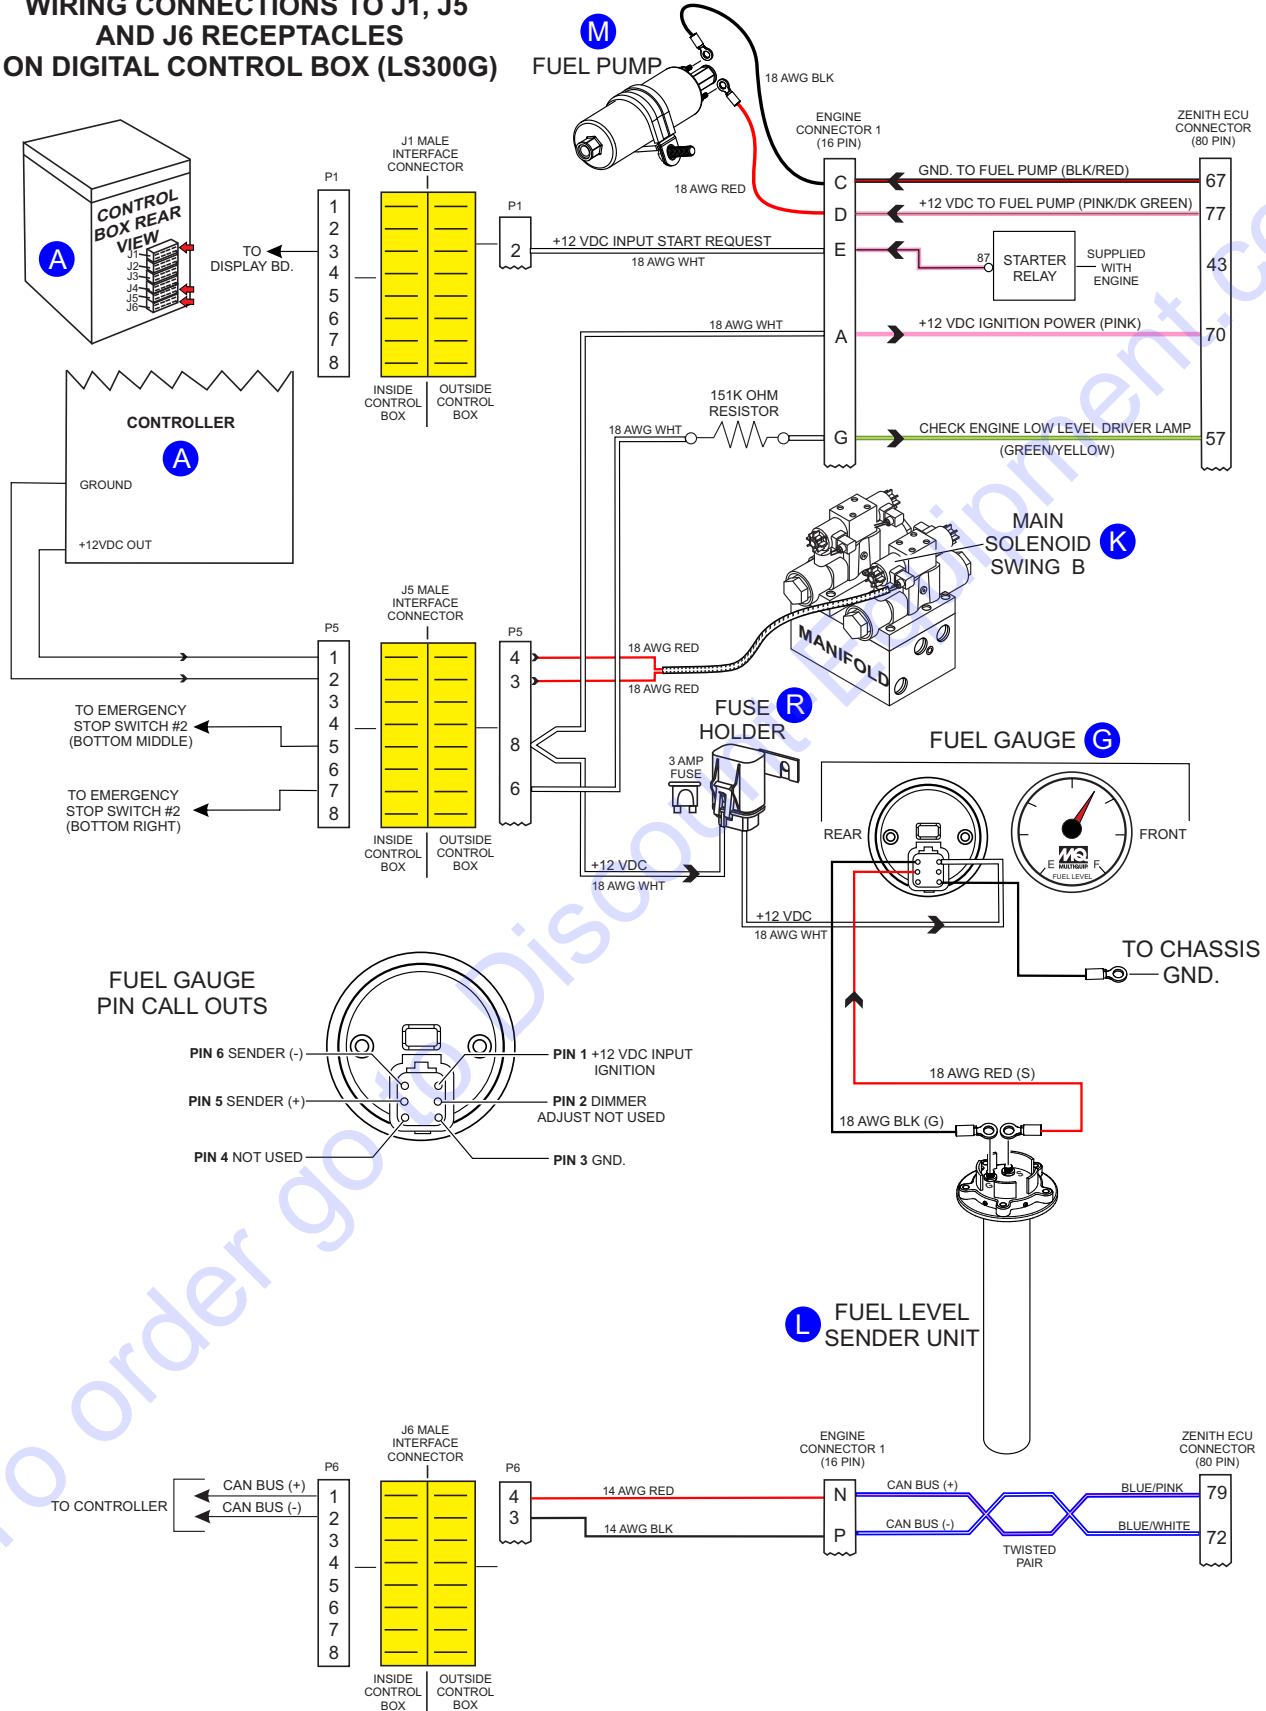 WIRING CONNECTIONS TO J1, J5
AND J6 RECEPTACLES
ON DIGITAL CONTROL BOX (LS300G)
M
FUEL PUMP
18 AWG BLK
18 AWG RED
ENGINE
CONNECTOR 1
(16 PIN)
ZENITH ECU
CONNECTOR
(80 PIN)
C
D
E
A
G
GND. TO FUEL PUMP (BLK/RED)
+12 VDC TO FUEL PUMP (PINK/DK GREEN)
87
STARTER
RELAY
SUPPLIED
WITH
ENGINE
+12 VDC IGNITION POWER (PINK)
CHECK ENGINE LOW LEVEL DRIVER LAMP
(GREEN/YELLOW)
67
77
43
70
57
CONTROL
BOX REAR
VIEW
J1
J2
J3
J4
J5
J6
A
J1 MALE
INTERFACE
CONNECTOR
P1
1
2
3
4
5
6
7
8
TO
DISPLAY BD.
P1
2
+12 VDC INPUT START REQUEST
18 AWG WHT
INSIDE
CONTROL
BOX
OUTSIDE
CONTROL
BOX
18 AWG WHT
151K OHM
RESISTOR
18 AWG WHT
CONTROLLER
A
GROUND
+12VDC OUT
MAIN
SOLENOID
SWING B
K
MANIFOLD
J5 MALE
INTERFACE
CONNECTOR
P5
1
2
3
4
5
6
7
8
TO EMERGENCY
STOP SWITCH #2
(BOTTOM MIDDLE)
TO EMERGENCY
STOP SWITCH #2
(BOTTOM RIGHT)
P5
4
3
8
6
18 AWG RED
18 AWG RED
INSIDE
CONTROL
BOX
OUTSIDE
CONTROL
BOX
FUSE
HOLDER
R
3 AMP
FUSE
+12 VDC
18 AWG WHT
+12 VDC
18 AWG WHT
FUEL GAUGE
G
REAR
FRONT
E
F
MQ
MULTIQUIP
FUEL LEVEL
TO CHASSIS
GND.
FUEL GAUGE
PIN CALL OUTS
PIN 6 SENDER (-)
PIN 5 SENDER (+)
PIN 4 NOT USED
PIN 1 +12 VDC INPUT
IGNITION
PIN 2 DIMMER
ADJUST NOT USED
PIN 3 GND.
18 AWG RED (S)
18 AWG BLK (G)
G
S
L
FUEL LEVEL
SENDER UNIT
J6 MALE
INTERFACE
CONNECTOR
P6
1
2
3
4
5
6
7
8
TO CONTROLLER
CAN BUS (+)
CAN BUS (-)
P6
4
3
14 AWG RED
14 AWG BLK
INSIDE
CONTROL
BOX
OUTSIDE
CONTROL
BOX
ENGINE
CONNECTOR 1
(16 PIN)
N
P
CAN BUS (+)
CAN BUS (-)
TWISTED
PAIR
BLUE/PINK
BLUE/WHITE
ZENITH ECU
CONNECTOR
(80 PIN)
79
72
To order go to Discount-Equipment.co